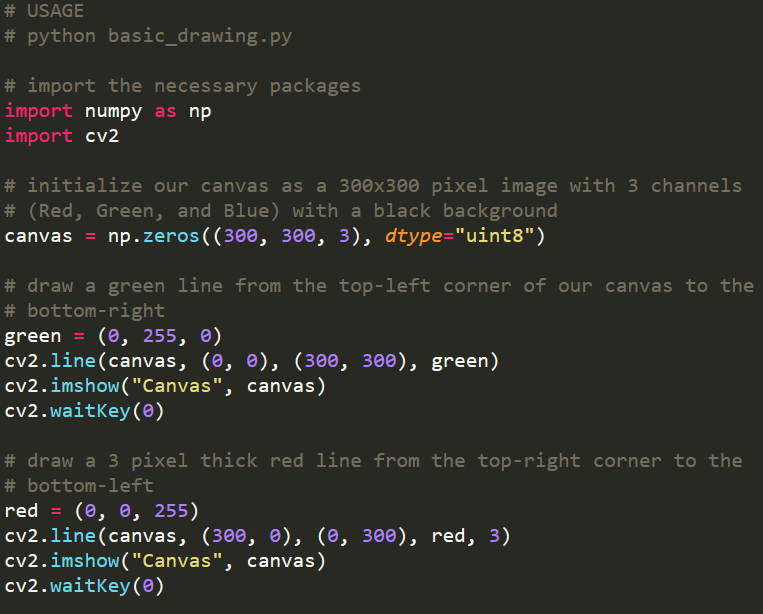 # USAGE
# python basic_drawing.py

# import the necessary packages
import numpy as np
import cv2

# initialize our canvas as a 300x300 pixel image with 3 channels
# (Red, Green, and Blue) with a black background
canvas = np.zeros((300, 300, 3), dtype="uint8")

# draw a green line from the top-left corner of our canvas to the
# bottom-right
green = (0, 255, 0)
cv2.line(canvas, (0, 0), (300, 300), green)
cv2.imshow("Canvas", canvas)
cv2.waitKey(0)

# draw a 3 pixel thick red line from the top-right corner to the
# bottom-left
red = (0, 0, 255)
cv2.line(canvas, (300, 0), (0, 300), red, 3)
cv2.imshow("Canvas", canvas)
cv2.waitKey(0)